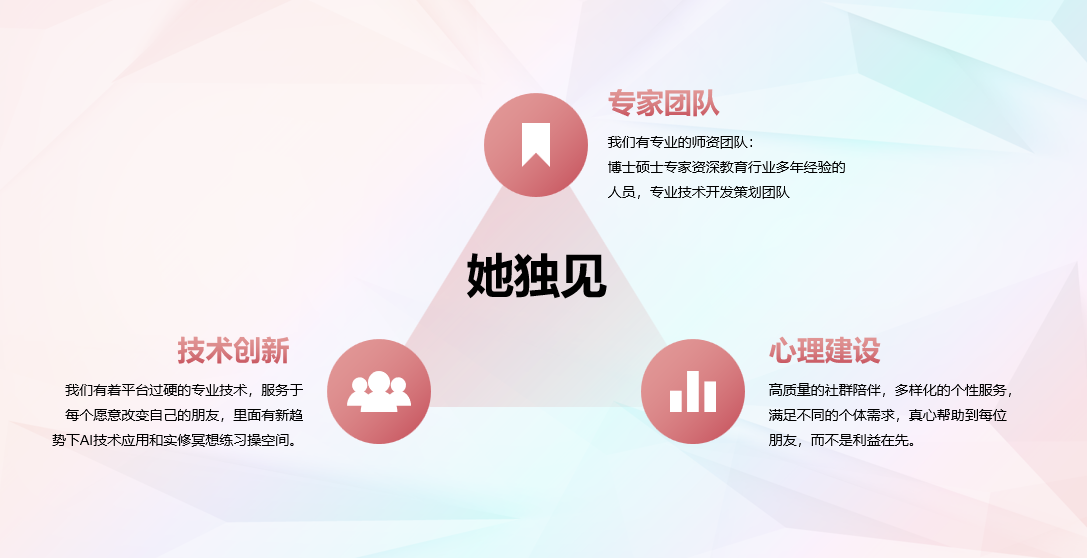 专家团队
我们有专业的师资团队：
博士硕士专家资深教育行业多年经验的
人员，专业技术开发策划团队
她独见
技术创新
我们有着平台过硬的专业技术，服务于
每个愿意改变自己的朋友，里面有新趋
势下AI技术应用和实修冥想练习操空间。
心理建设
高质量的社群陪伴，多样化的个性服务，
满足不同的个体需求，真心帮助到每位
朋友，而不是利益在先。